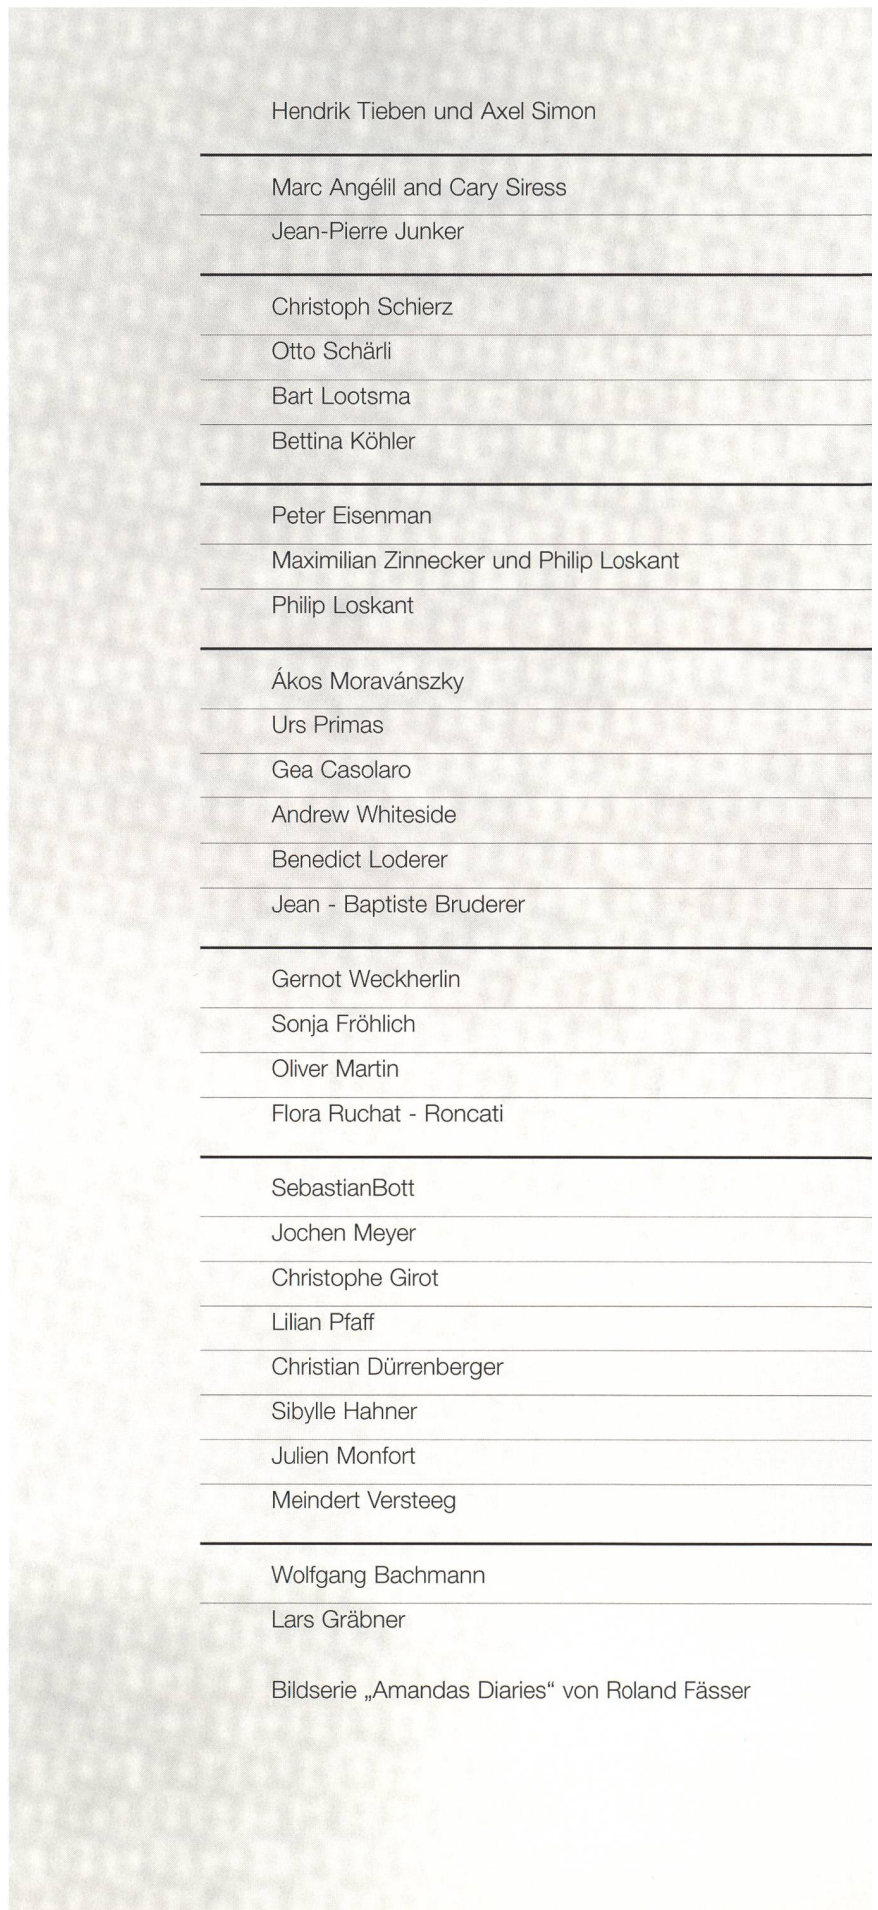 Hendrik Tieben und Axel Simon
Marc Angélil and Cary Siress
Jean-Pierre Junker
Christoph Schierz
Otto Schärli
Bart Lootsma
Bettina Köhler
Peter Eisenman
Maximilian Zinnecker und Philip Loskant
Philip Loskant
Ákos Moravánszky
Urs Primas
Gea Casolaro
Andrew Whiteside
Benedict Loderer
Jean - Baptiste Bruderer
Gernot Weckherlin
Sonja Fröhlich
Oliver Martin
Flora Ruchat - Roncati
SebastianBott
Jochen Meyer
Christophe Girot
Lilian Pfaff
Christian Dürrenberger
Sibylle Hahner
Julien Monfort
Meindert Versteeg
Wolfgang Bachmann
Lars Gräbner
Bildserie „Amandas Diaries“ von Roland Fässer